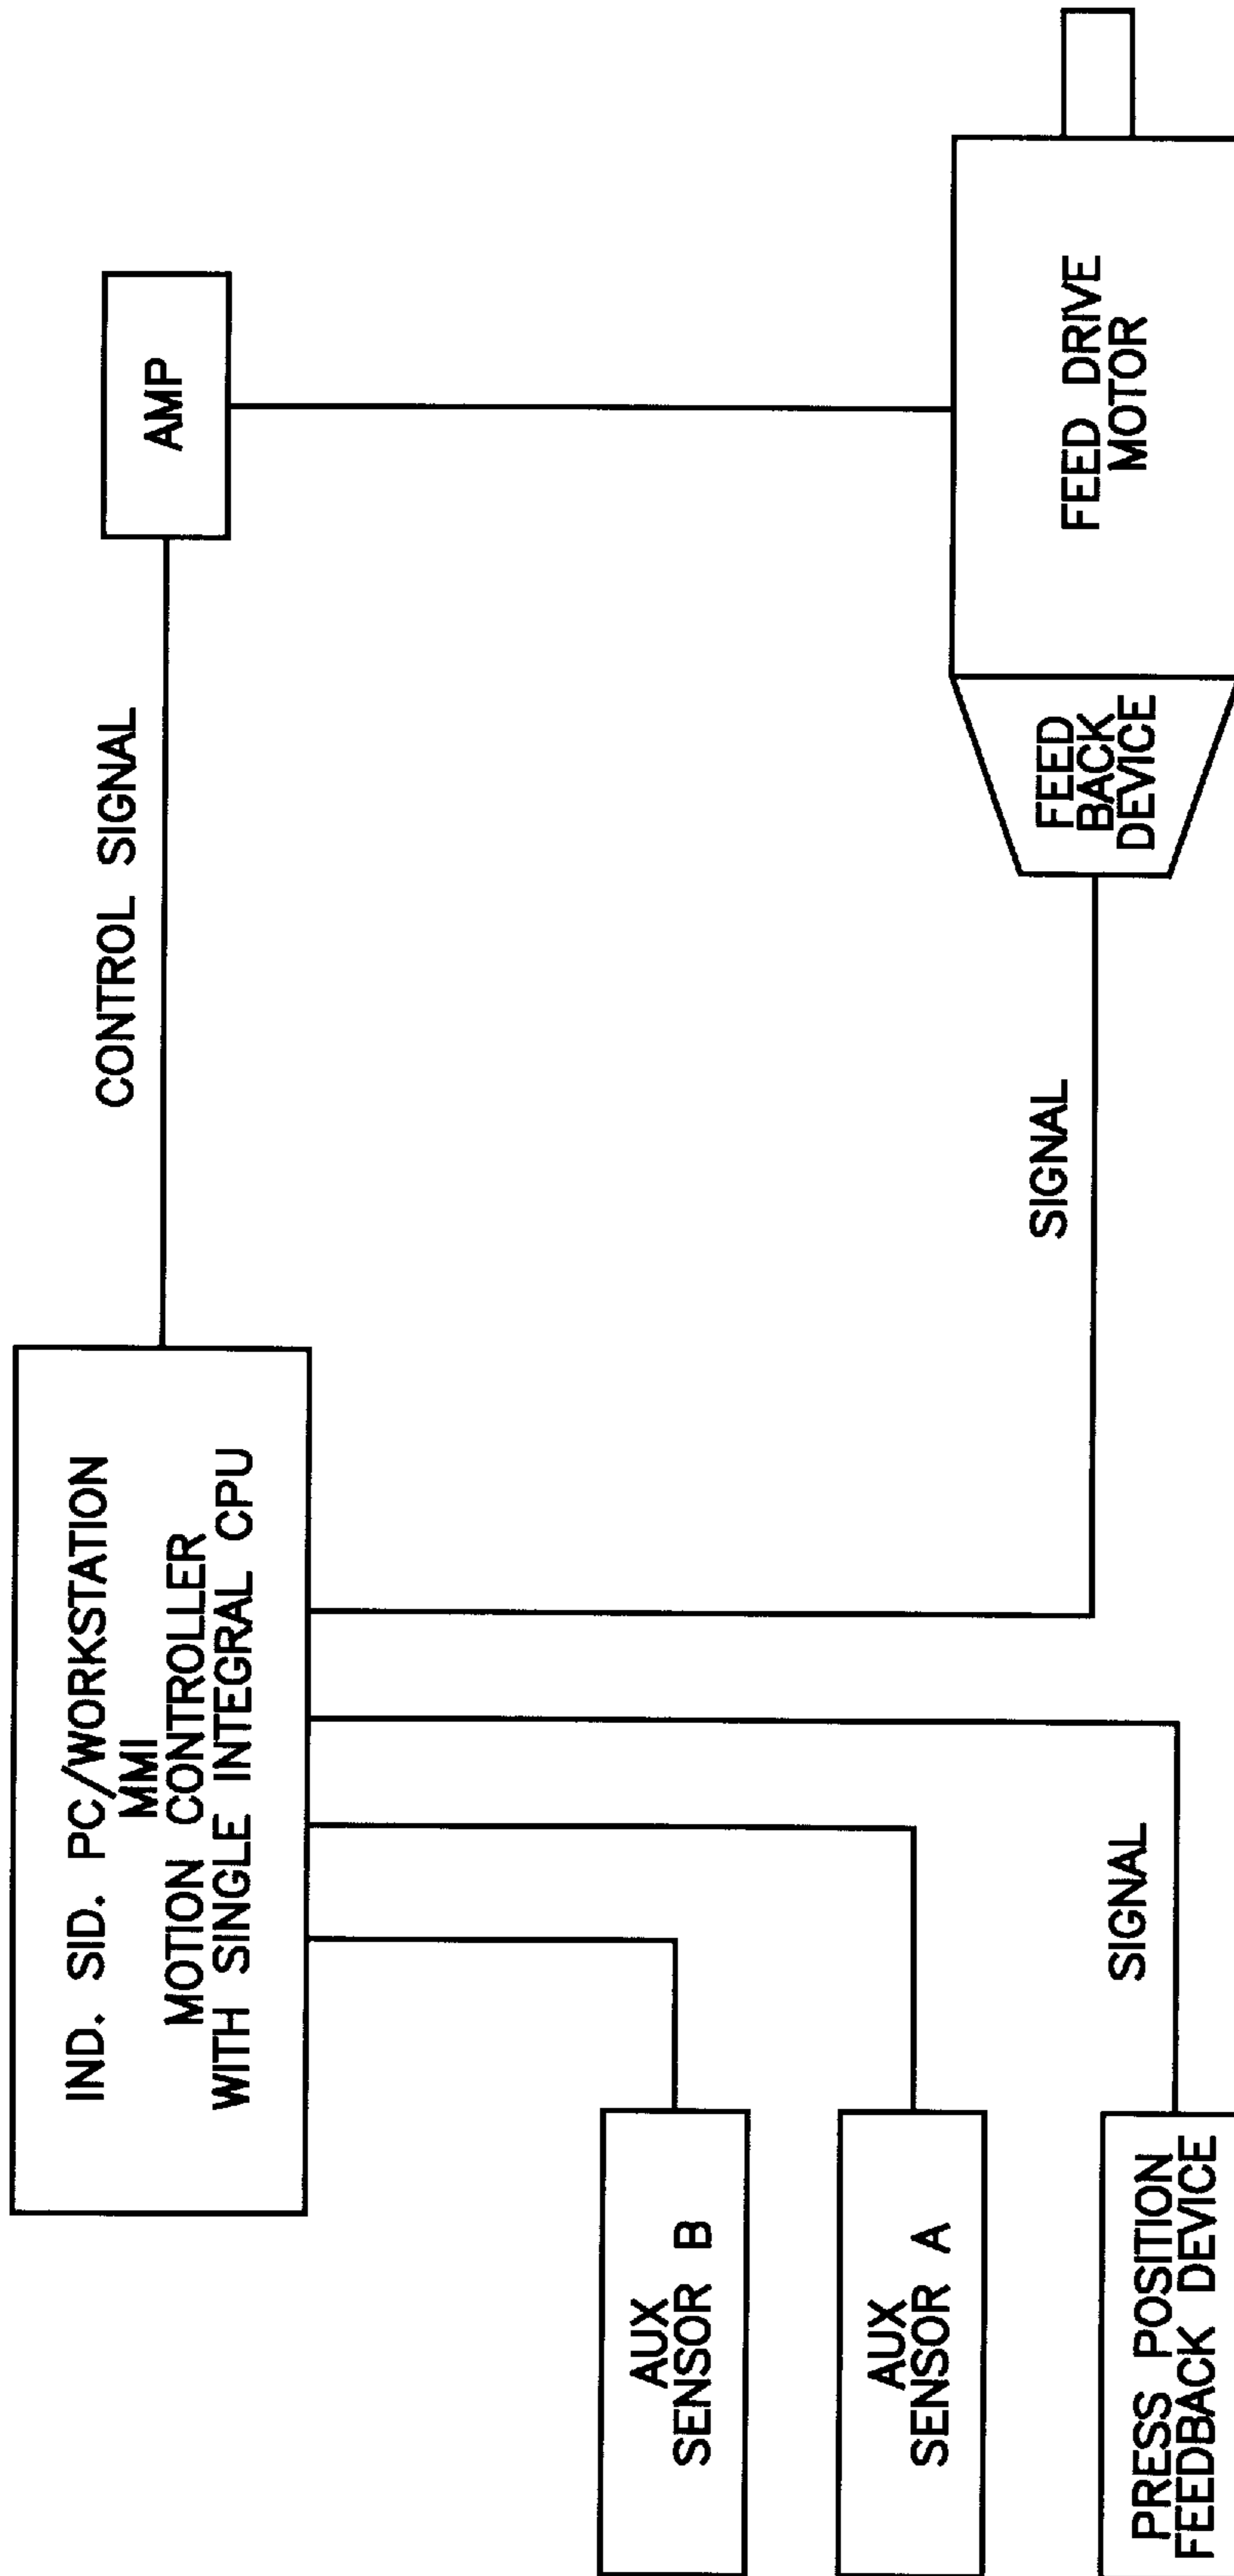 IND. SID. PC/WORKSTATION
MMI
MOTION CONTROLLER
WITH SINGLE INTEGRAL CPU
CONTROL SIGNAL
AMP
AUX
SENSOR B
AUX
SENSOR A
PRESS POSITION
FEEDBACK DEVICE
SIGNAL
SIGNAL
FEED
BACK
DEVICE
FEED DRIVE
MOTOR